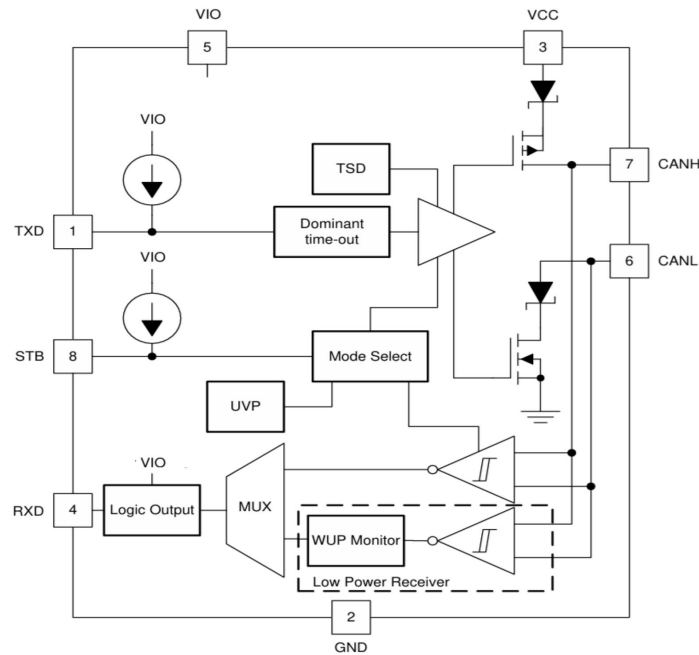 VIO
VCC
5
3
VIO
TSD
7
CANH
Dominant
time-out
TXD
1
VIO
6
CANL
STB
8
Mode Select
UVP
VIO
MUX
RXD
4
Logic Output
WUP Monitor
Low Power Receiver
2
GND